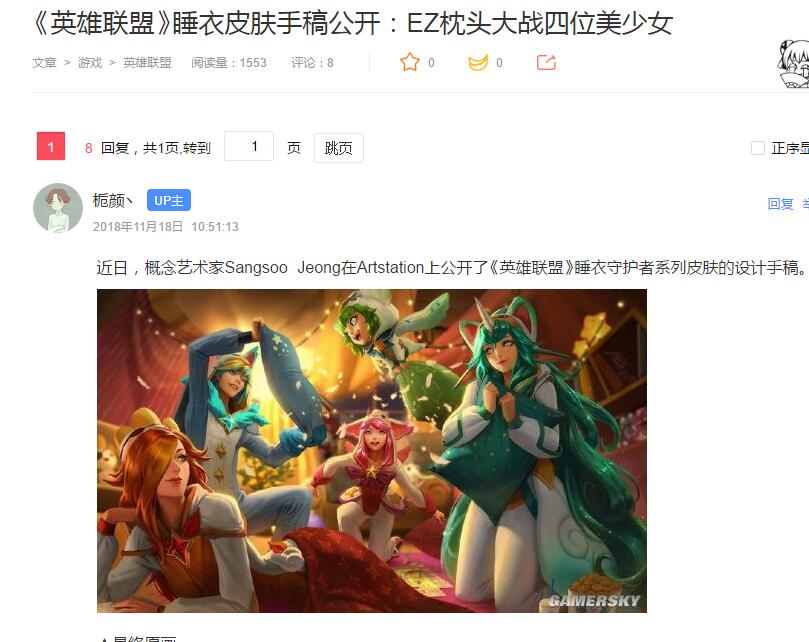 《英雄联盟》睡衣皮肤手稿公开：EZ枕头大战四位美少女
文章 > 游戏 > 英雄联盟 阅读量：1553 评论：8 0 0
1 8 回复，共1页,转到 1 页 跳页 正序显
栀颜丶 UP主 回复
2018年11月18日 10:51:13
近日，概念艺术家Sangsoo Jeong在Artstation上公开了《英雄联盟》睡衣守护者系列皮肤的设计手稿。
GAMERSKY